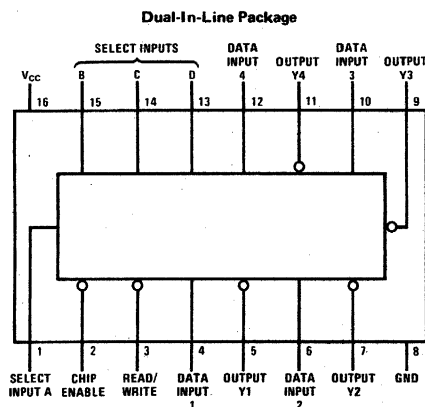 Dual-In-Line Package
SELECT INPUTS
DATA INPUT 4
OUTPUT Y4
DATA INPUT 3
OUTPUT Y3
VCC
B
C
D
16
15
14
13
12
11
10
9
1
2
3
4
5
6
7
8
SELECT INPUT A
CHIP ENABLE
READ/ WRITE
DATA INPUT 1
OUTPUT Y1
DATA INPUT 2
OUTPUT Y2
GND